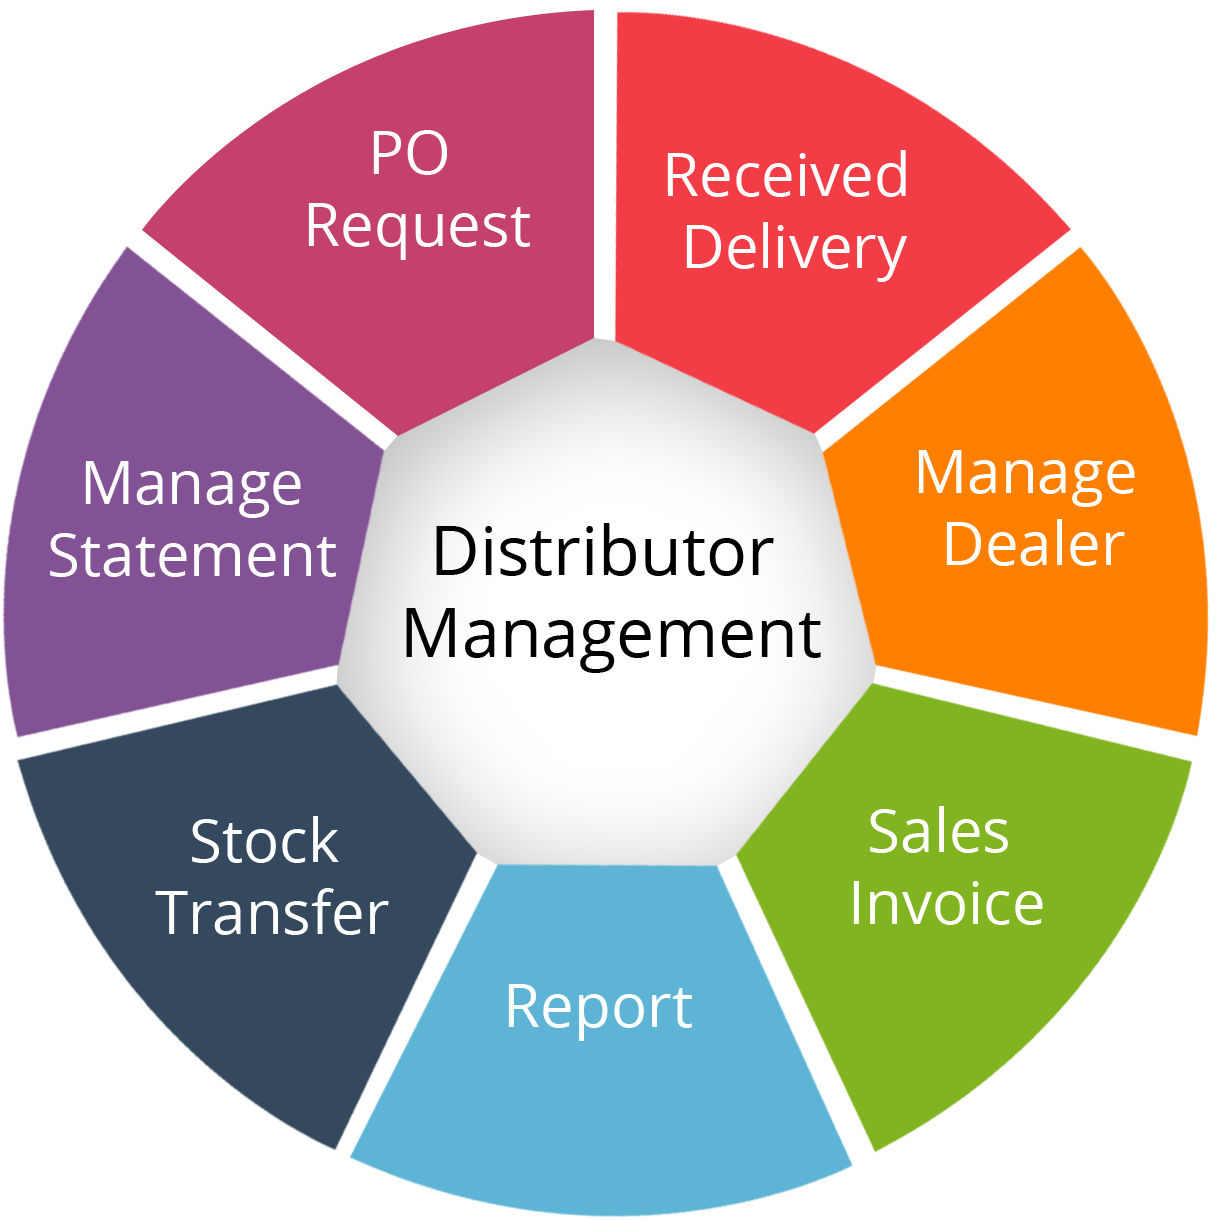 PO
Request
Received
Delivery
Manage
Dealer
Sales
Invoice
Report
Stock
Transfer
Manage
Statement
Distributor
Management